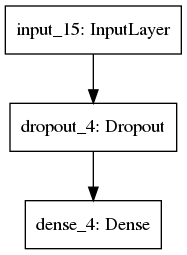 input_15: InputLayer
dropout_4: Dropout
dense_4: Dense